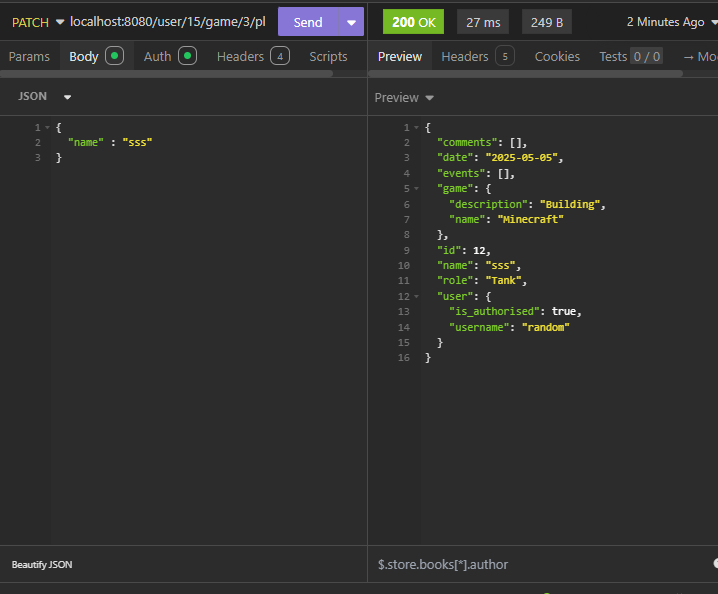 PATCH localhost:8080/user/15/game/3/pl Send
200 OK 27 ms 249 B 2 Minutes Ago
Params Body Auth Headers 4 Scripts
Preview Headers 5 Cookies Tests 0 / 0 → Mo
JSON
Preview
1 {
2 "name" : "sss"
3 }
1 {
2 "comments": [],
3 "date": "2025-05-05",
4 "events": [],
5 "game": {
6 "description": "Building",
7 "name": "Minecraft"
8 },
9 "id": 12,
10 "name": "sss",
11 "role": "Tank",
12 "user": {
13 "is_authorised": true,
14 "username": "random"
15 }
16 }
Beautify JSON
$.store.books[*].author